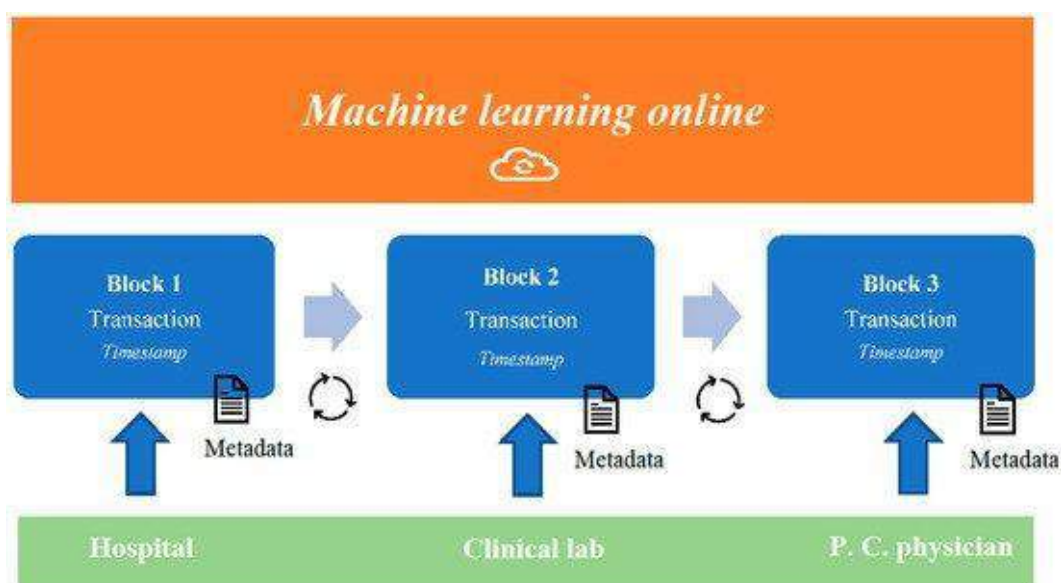 Machine learning online
Block 1
Transaction
Timestamp
Metadata
Block 2
Transaction
Timestamp
Metadata
Block 3
Transaction
Timestamp
Metadata
Hospital
Clinical lab
P. C. physician